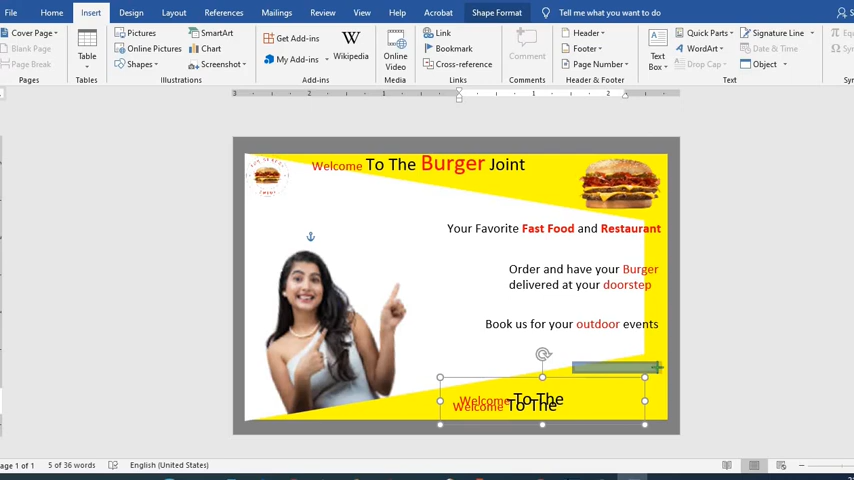 File Home Insert Design Layout References Mailings Review View Help Acrobat Shape Format Tell me what you want to do
Cover Page
Blank Page
Page Break
Pages
Table
Tables
Pictures
Online Pictures
Shapes
SmartArt
Chart
Screenshot
Illustrations
Get Add-ins
My Add-ins
Wikipedia
Add-ins
Online Video
Media
Link
Bookmark
Cross-reference
Links
Comment
Comments
Header
Footer
Page Number
Header & Footer
Text Box
Quick Parts
WordArt
Drop Cap
Signature Line
Date & Time
Object
Text
3 2 1 1 2
Welcome To The Burger Joint
Your Favorite Fast Food and Restaurant
Order and have your Burger
delivered at your doorstep
Book us for your outdoor events
Welcome To The
Welcome To The
age 1 of 1 5 of 36 words English (United States)